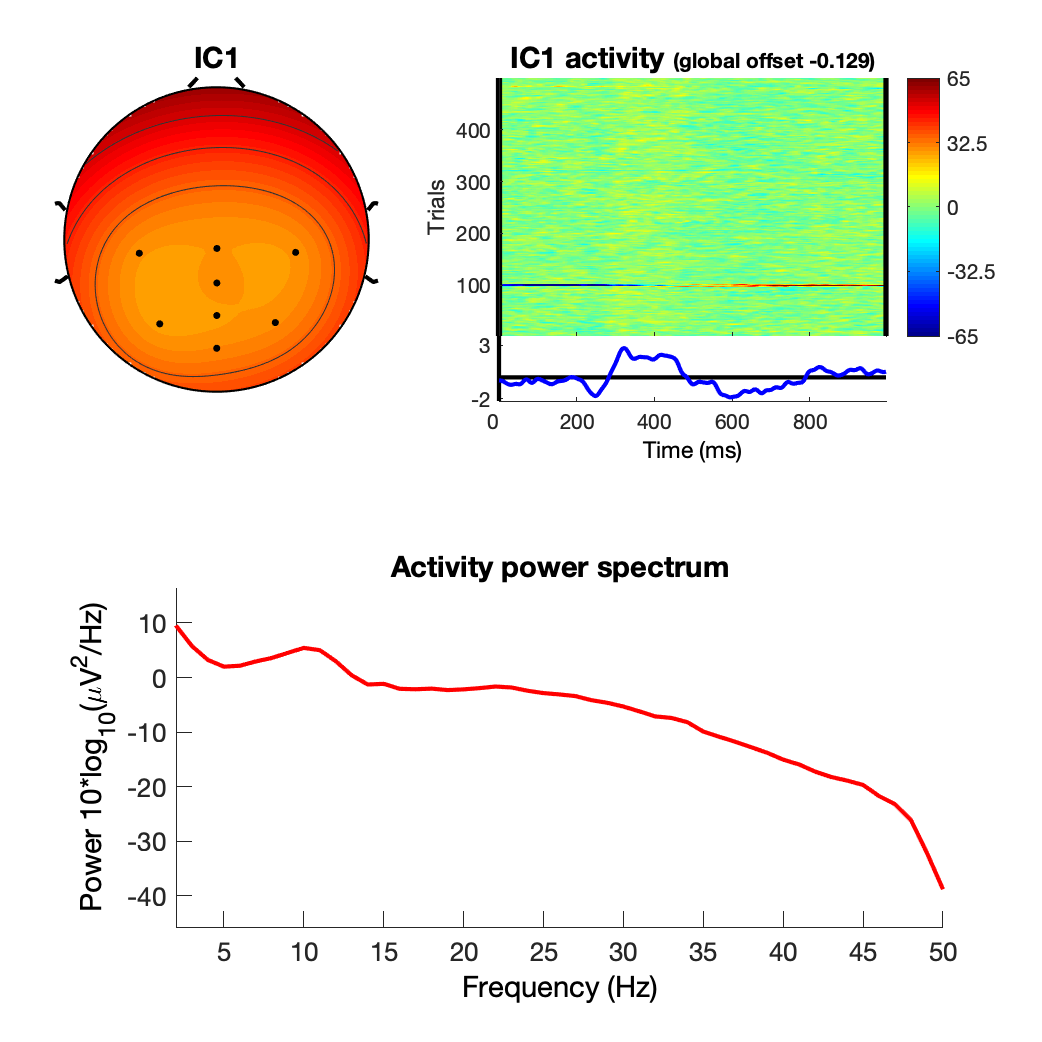 IC1
IC1 activity (global offset -0.129)
Trials
400
300
200
100
65
32.5
0
-32.5
-65
3
-2
0 200 400 600 800
Time (ms)
Activity power spectrum
Power 10*log10(μV2/Hz)
10
0
-10
-20
-30
-40
5 10 15 20 25 30 35 40 45 50
Frequency (Hz)